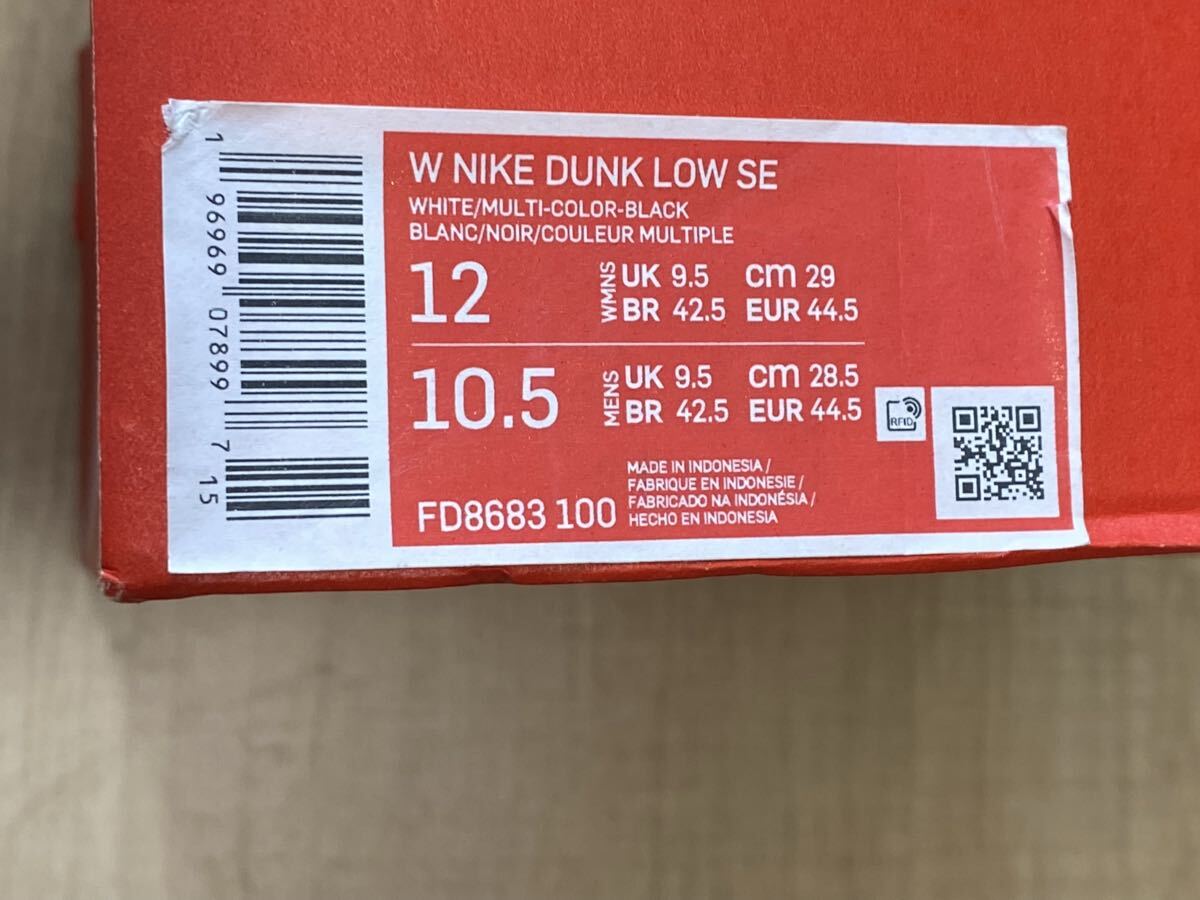 W NIKE DUNK LOW SE
WHITE/MULTI-COLOR-BLACK
BLANC/NOIR/COULEUR MULTIPLE
12 WMNS UK 9.5 CM 29
BR 42.5 EUR 44.5
10.5 MENS UK 9.5 CM 28.5
BR 42.5 EUR 44.5
RFID
MADE IN INDONESIA /
FABRIQUE EN INDONESIE /
FABRICADO NA INDONÉSIA /
HECHO EN INDONESIA
FD8683 100
1 96969 07899 7
15